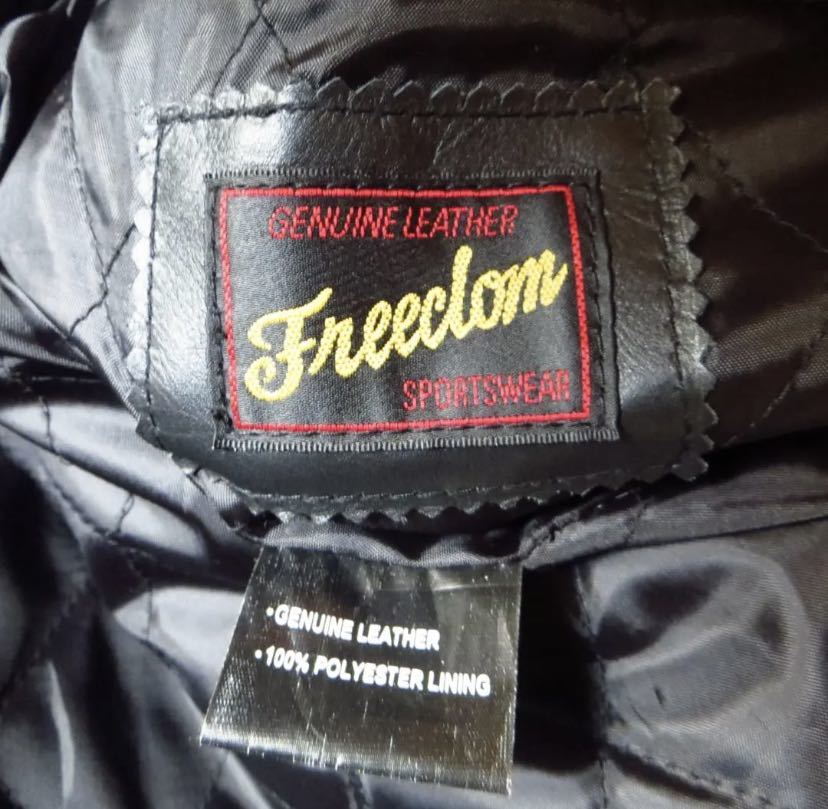 GENUINE LEATHER
Freedom
SPORTSWEAR
•GENUINE LEATHER
•100% POLYESTER LINING